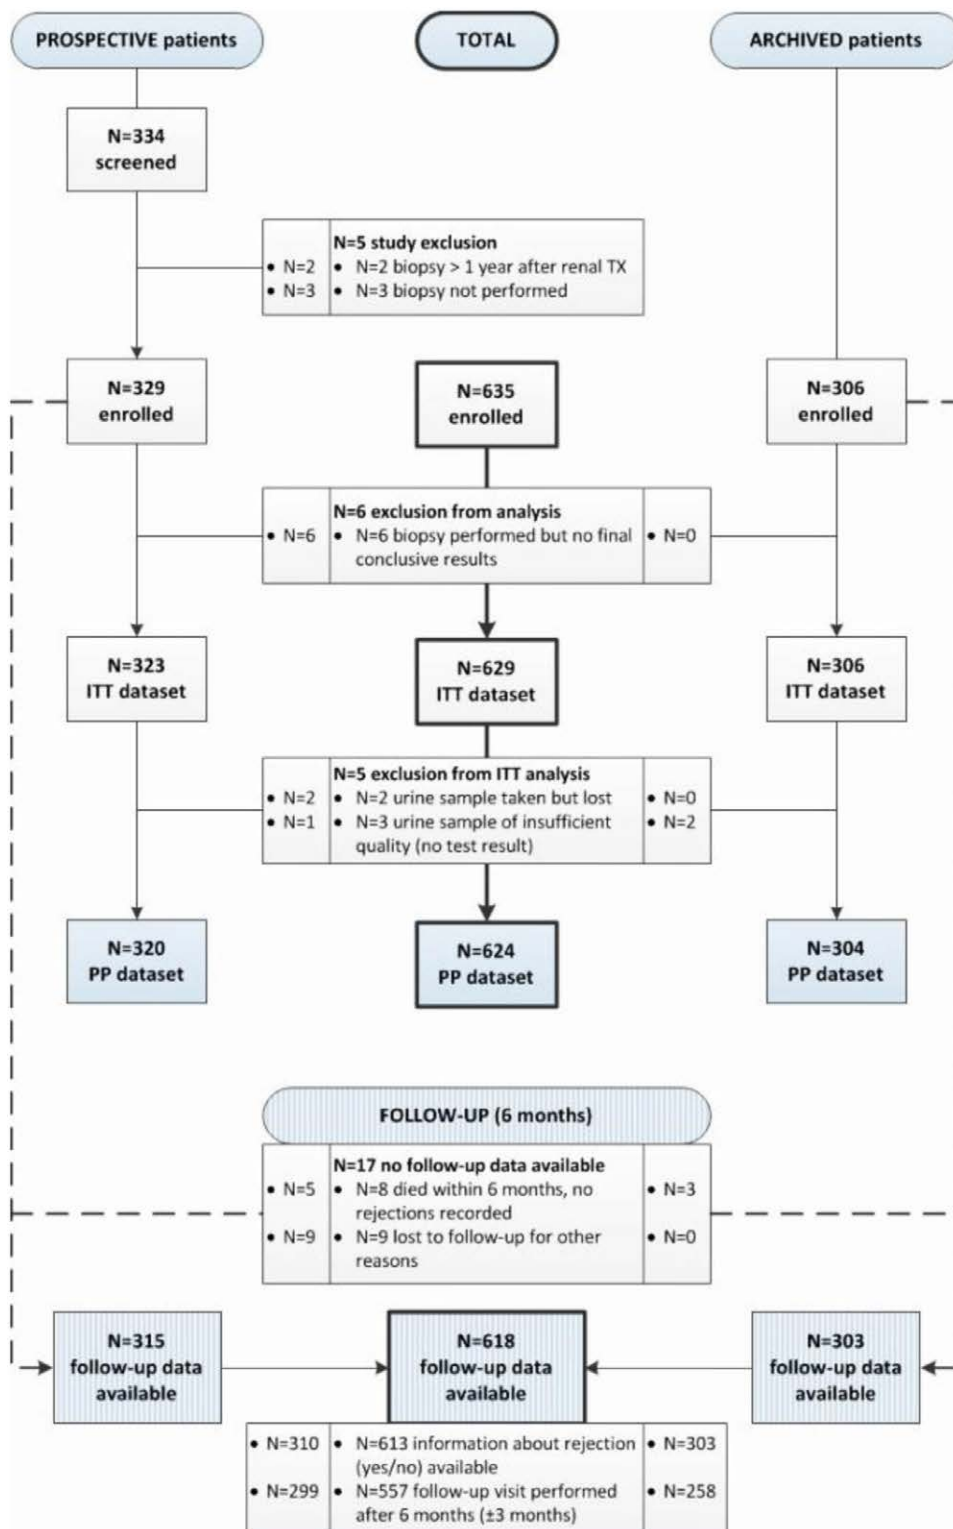 PROSPECTIVE patients
TOTAL
ARCHIVED patients
N=334
screened
N=5 study exclusion
• N=2 • N=2 biopsy > 1 year after renal TX
• N=3 • N=3 biopsy not performed
N=329
enrolled
N=635
enrolled
N=306
enrolled
N=6 exclusion from analysis
• N=6 • N=6 biopsy performed but no final • N=0
conclusive results
N=323
ITT dataset
N=629
ITT dataset
N=306
ITT dataset
N=5 exclusion from ITT analysis
• N=2 • N=2 urine sample taken but lost • N=0
• N=1 • N=3 urine sample of insufficient • N=2
quality (no test result)
N=320
PP dataset
N=624
PP dataset
N=304
PP dataset
FOLLOW-UP (6 months)
N=17 no follow-up data available
• N=5 • N=8 died within 6 months, no • N=3
rejections recorded
• N=9 • N=9 lost to follow-up for other • N=0
reasons
N=315
follow-up data
available
N=618
follow-up data
available
N=303
follow-up data
available
• N=310 • N=613 information about rejection • N=303
(yes/no) available
• N=299 • N=557 follow-up visit performed • N=258
after 6 months (±3 months)